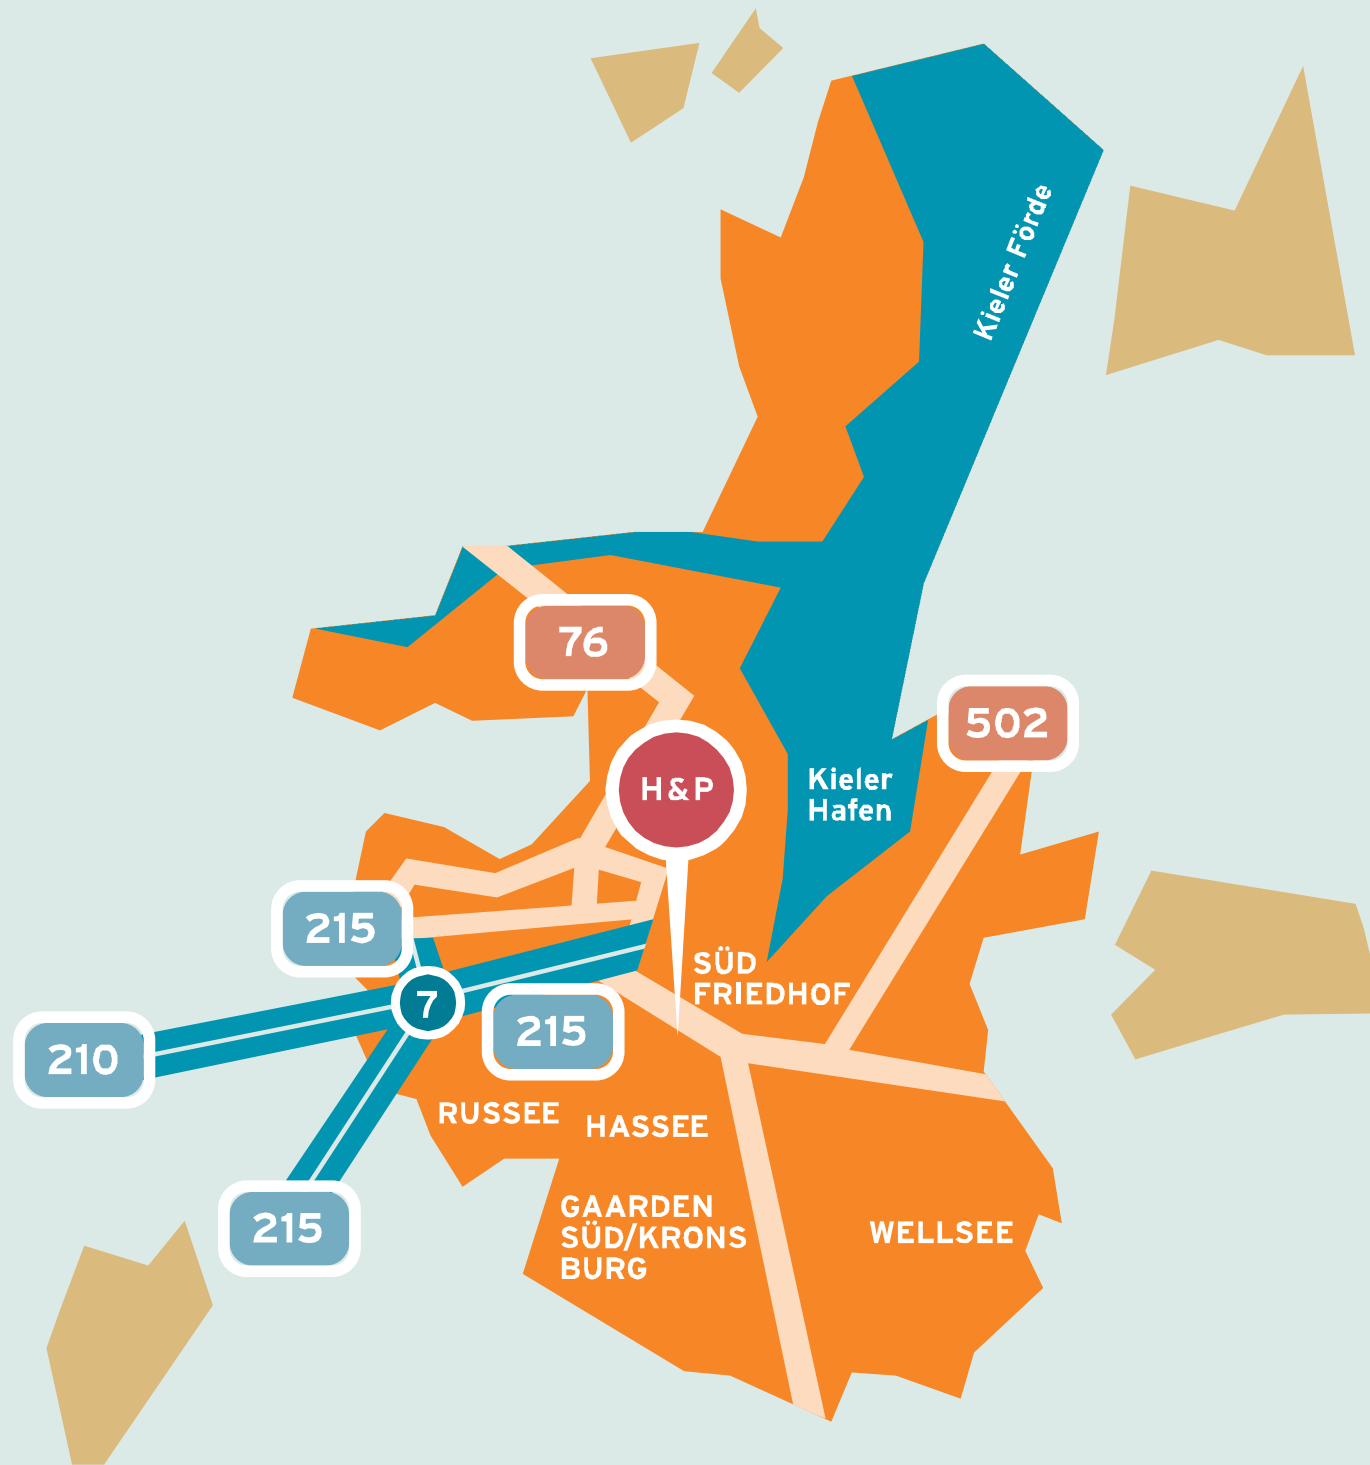 Kieler Förde
76
502
H&P
Kieler
Hafen
215
SÜD
FRIEDHOF
7
215
210
RUSSEE
HASSEE
GAARDEN
SÜD/KRONS
BURG
WELLSEE
215